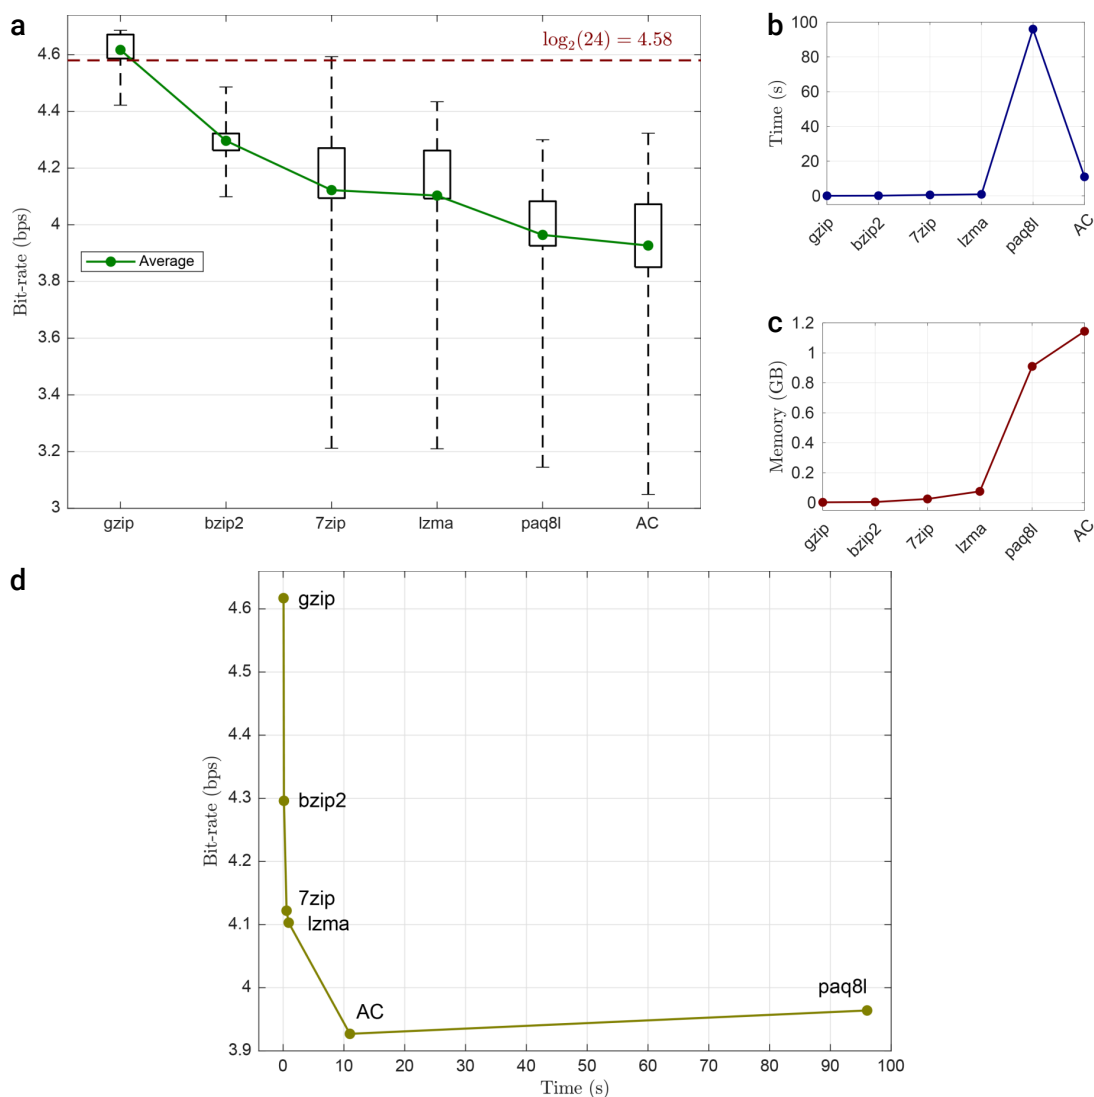 a
4.6
4.4
4.2
4
3.8
3.6
3.4
3.2
3
Bit-rate (bps)
log₂(24) = 4.58
Average
gzip bzip2 7zip lzma paq8l AC
b
100
80
60
40
20
0
Time (s)
gzip bzip2 7zip lzma paq8l AC
c
1.2
1
0.8
0.6
0.4
0.2
0
Memory (GB)
gzip bzip2 7zip lzma paq8l AC
d
4.6
4.5
4.4
4.3
4.2
4.1
4
3.9
Bit-rate (bps)
gzip
bzip2
7zip
lzma
AC
paq8l
0 10 20 30 40 50 60 70 80 90 100
Time (s)